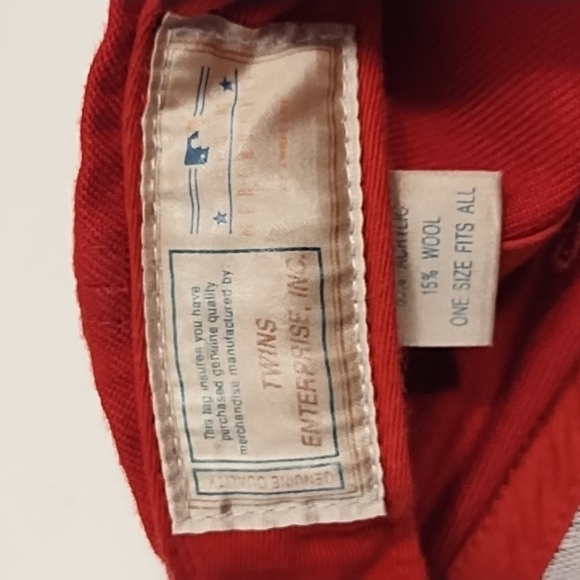 This tag insures you have
purchased genuine quality
merchandise manufactured by:
TWINS
ENTERPRISE, INC.
GENUINE QUALITY
ACRYLIC
15% WOOL
ONE SIZE FITS ALL